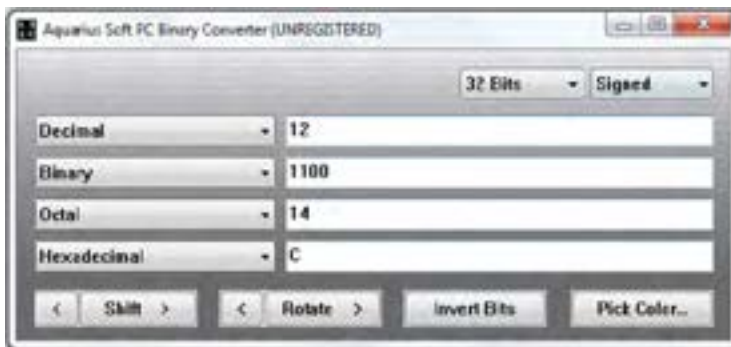 Aquarius Soft PC Binary Converter (UNREGISTERED)
32 Bits Signed
Decimal 12
Binary 1100
Octal 14
Hexadecimal C
< Shift > < Rotate > Invert Bits Pick Color...